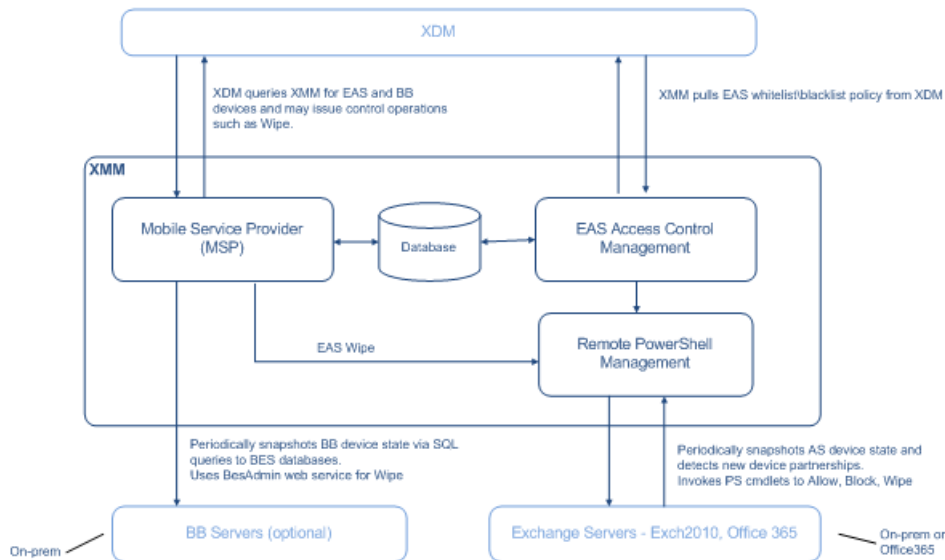 XDM
XDM queries XMM for EAS and BB
devices and may issue control operations
such as Wipe.
XMM pulls EAS whitelist\blacklist policy from XDM
XMM
Mobile Service Provider
(MSP)
Database
EAS Access Control
Management
Remote PowerShell
Management
EAS Wipe
Periodically snapshots BB device state via SQL
queries to BES databases.
Uses BesAdmin web service for Wipe
Periodically snapshots AS device state and
detects new device partnerships.
Invokes PS cmdlets to Allow, Block, Wipe
BB Servers (optional)
Exchange Servers - Exch2010, Office 365
On-prem
On-prem or
Office365